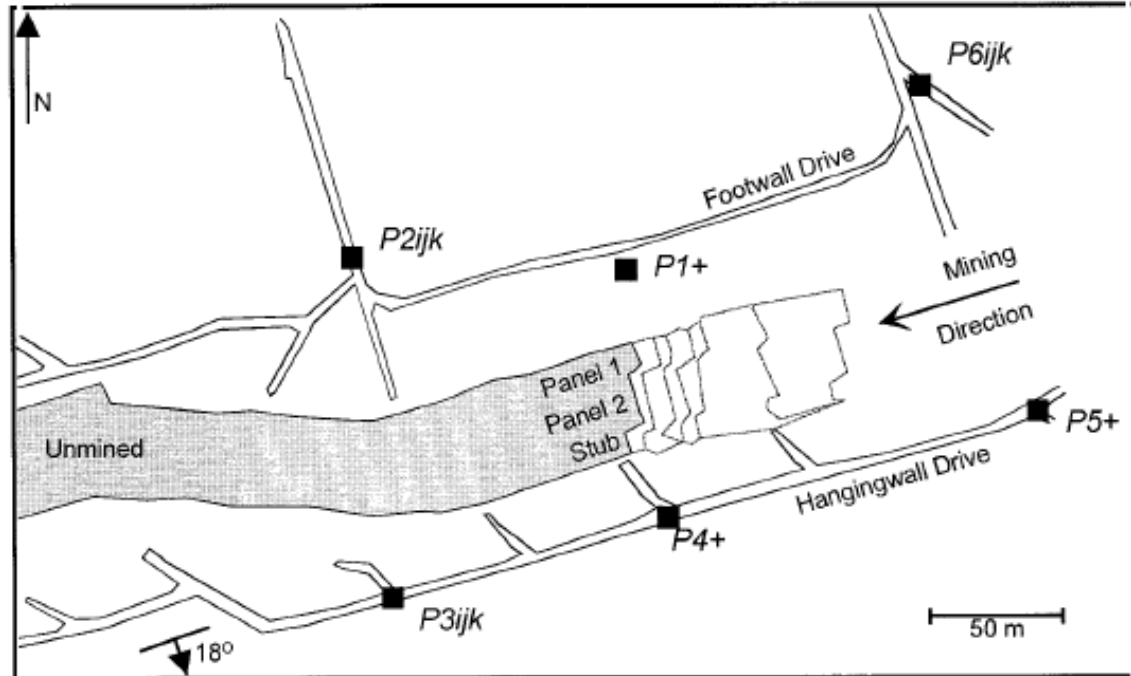 N
P6ijk
Footwall Drive
P2ijk
P1+
Mining
Direction
Panel 1
Panel 2
Stub
Unmined
P5+
Hangingwall Drive
P4+
P3ijk
50 m
18°